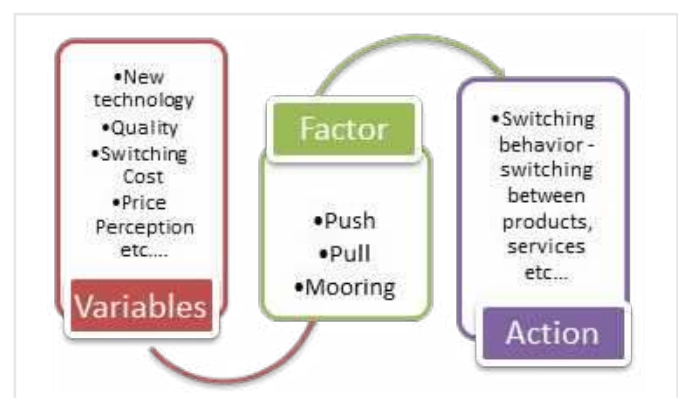 •New
technology
•Quality
•Switching
Cost
•Price
Perception
etc....
Variables
Factor
•Push
•Pull
•Mooring
•Switching
behavior -
switching
between
products,
services
etc...
Action